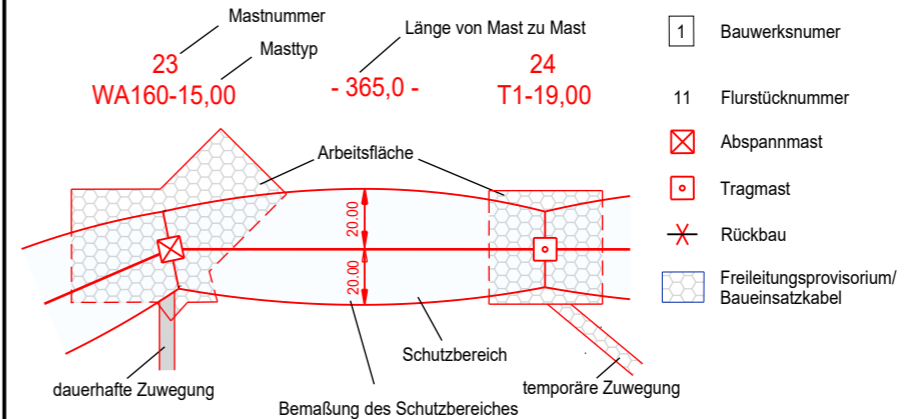 Mastnummer
Masttyp
Länge von Mast zu Mast
23
WA160-15,00
- 365,0 -
24
T1-19,00
Arbeitsfläche
20.00
20.00
Schutzbereich
dauerhafte Zuwegung
temporäre Zuwegung
Bemaßung des Schutzbereiches
1 Bauwerksnumer
11 Flurstücknummer
Abspannmast
Tragmast
Rückbau
Freileitungsprovisorium/
Baueinsatzkabel